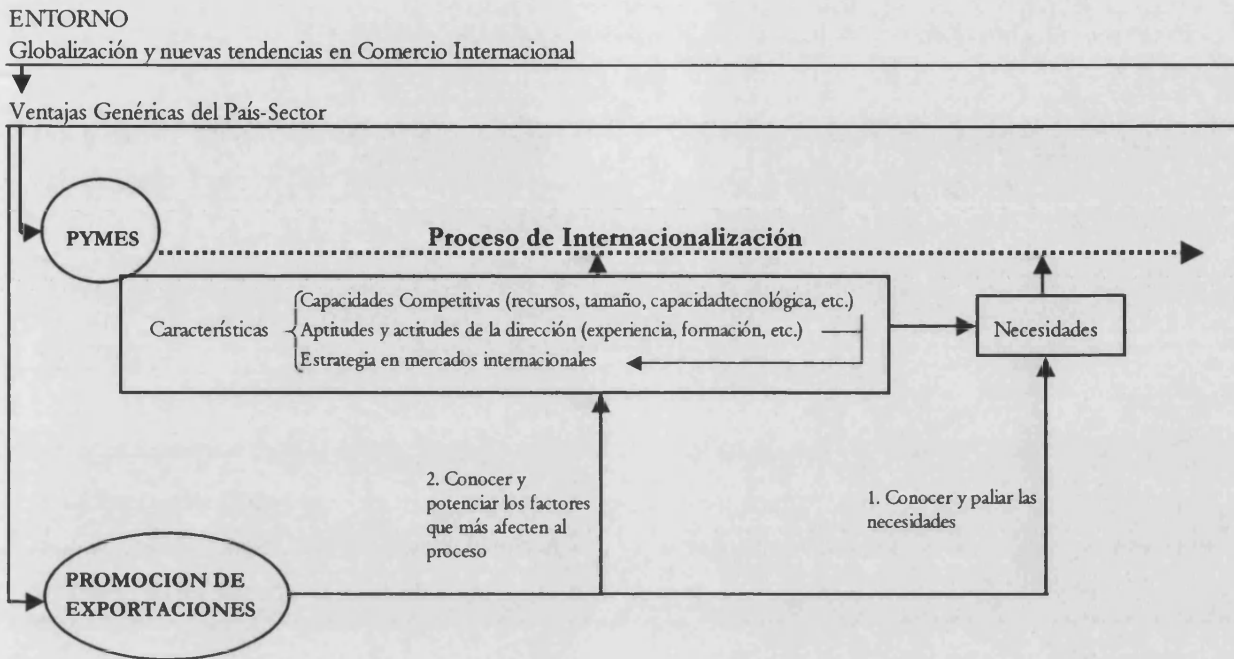 ENTORNO
Globalización y nuevas tendencias en Comercio Internacional
Ventajas Genéricas del País-Sector
PYMES
Proceso de Internacionalización
Características
Capacidades Competitivas (recursos, tamaño, capacidadtecnológica, etc.)
Aptitudes y actitudes de la dirección (experiencia, formación, etc.)
Estrategia en mercados internacionales
Necesidades
2. Conocer y
potenciar los factores
que más afecten al
proceso
1. Conocer y paliar las
necesidades
PROMOCION DE
EXPORTACIONES